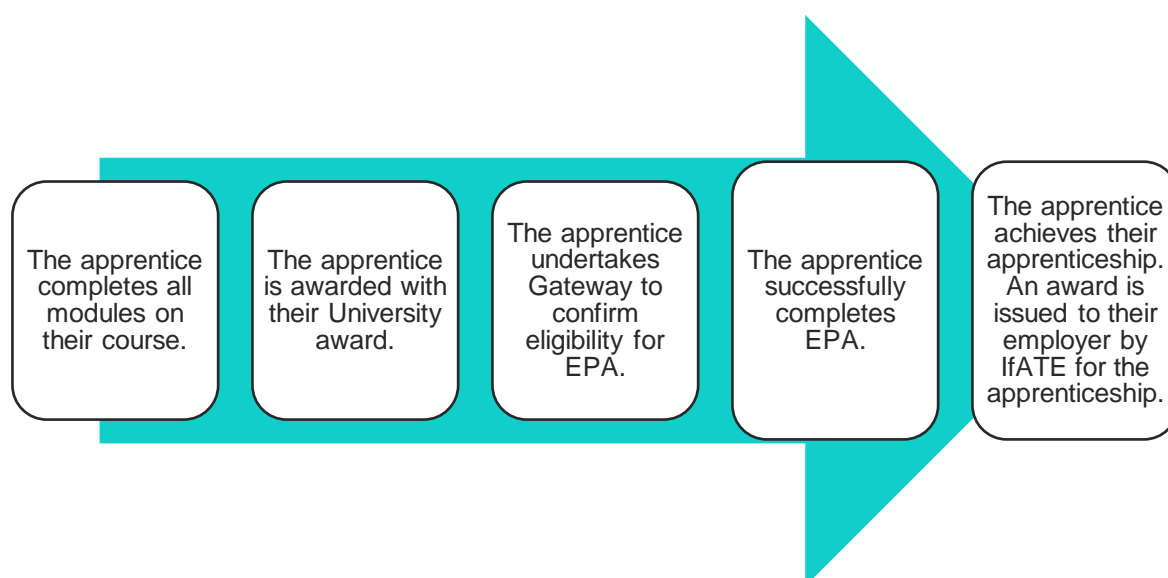 The apprentice
completes all
modules on
their course.
The apprentice
is awarded with
their University
award.
The apprentice
undertakes
Gateway to
confirm
eligibility for
EPA.
The apprentice
successfully
completes
EPA.
The apprentice
achieves their
apprenticeship.
An award is
issued to their
employer by
IfATE for the
apprenticeship.